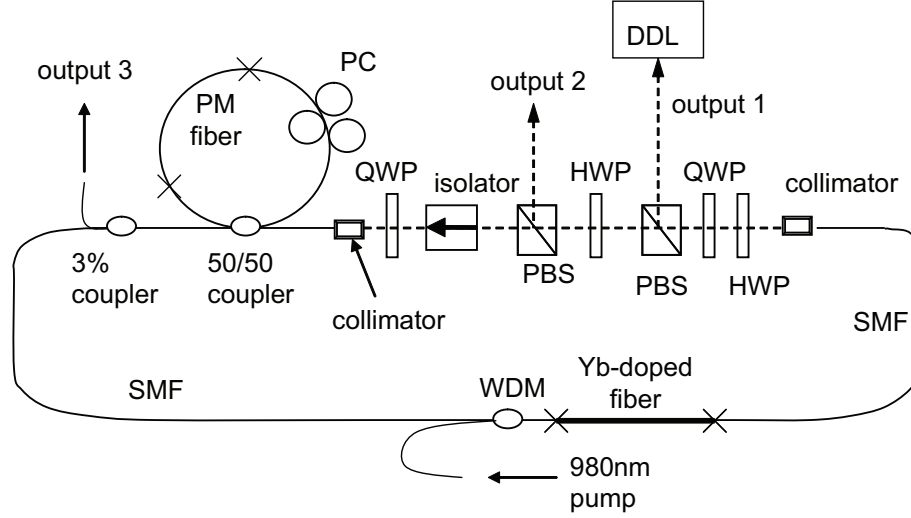 DDL
output 3
PC
output 2
output 1
PM
fiber
QWP
isolator
HWP
QWP
collimator
3%
coupler
50/50
coupler
PBS
PBS
HWP
collimator
SMF
SMF
WDM
Yb-doped
fiber
980nm
pump